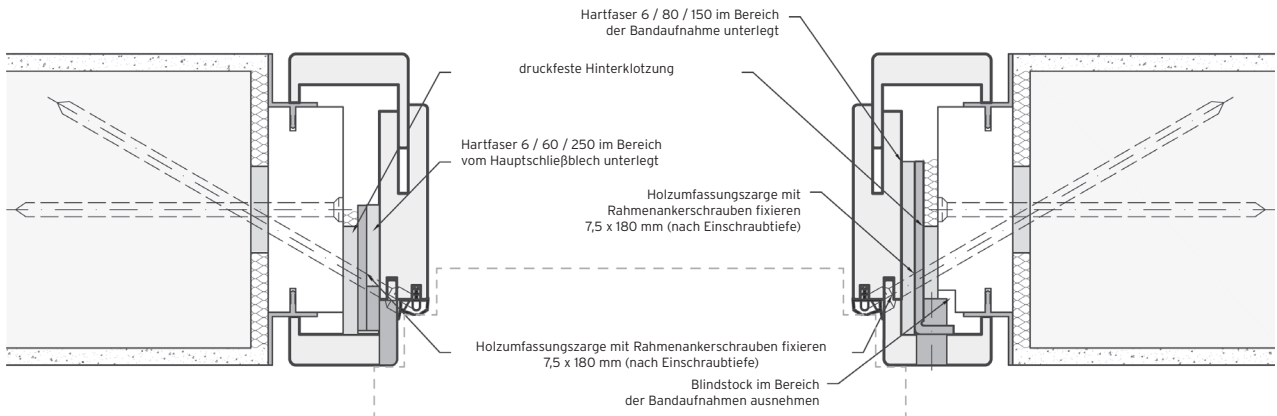 Hartfaser 6 / 80 / 150 im Bereich
der Bandaufnahme unterlegt
druckfeste Hinterklotzung
Hartfaser 6 / 60 / 250 im Bereich
vom Hauptschließblech unterlegt
Holzumfassungszarge mit
Rahmenankerschrauben fixieren
7,5 x 180 mm (nach Einschraubtiefe)
Holzumfassungszarge mit Rahmenankerschrauben fixieren
7,5 x 180 mm (nach Einschraubtiefe)
Blindstock im Bereich
der Bandaufnahmen ausnehmen